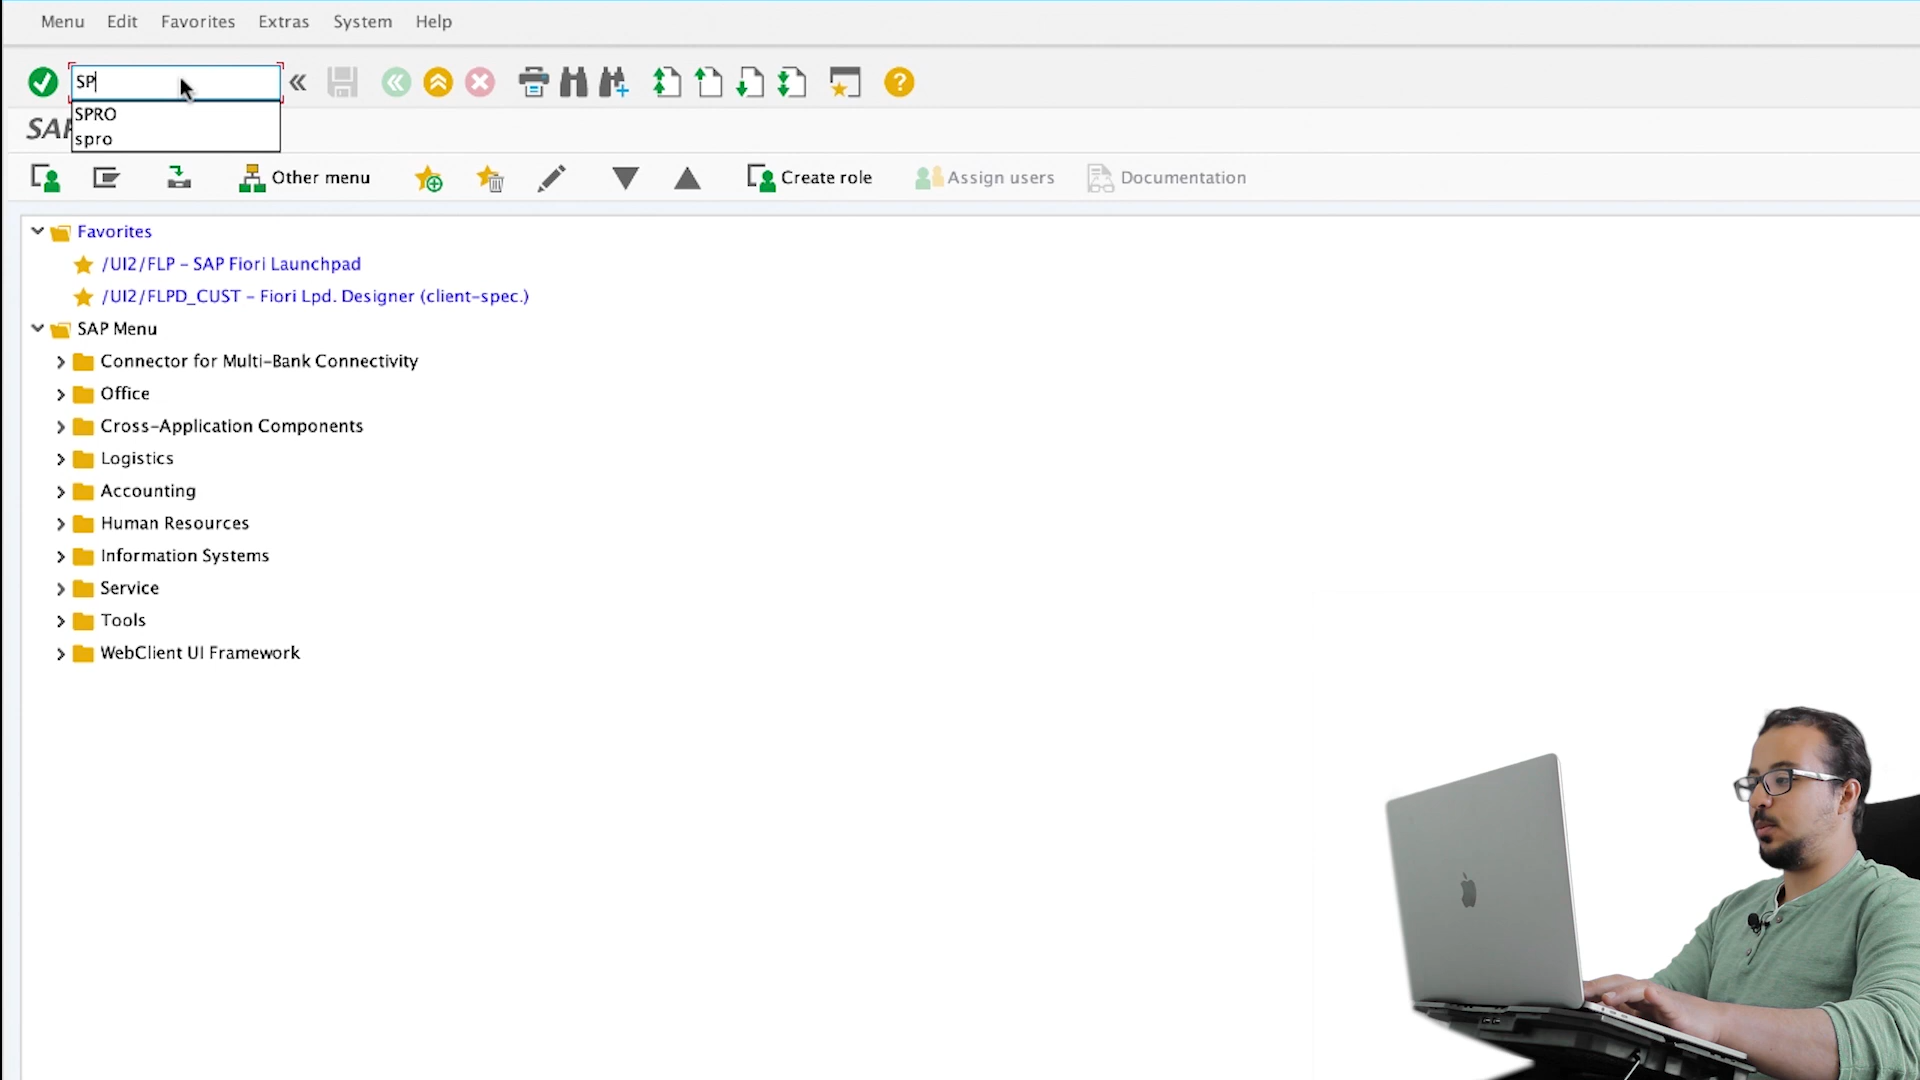 Menu Edit Favorites Extras System Help
SP
SPRO
spro
SAP
Other menu Create role Assign users Documentation
Favorites
/UI2/FLP - SAP Fiori Launchpad
/UI2/FLPD_CUST - Fiori Lpd. Designer (client-spec.)
SAP Menu
Connector for Multi-Bank Connectivity
Office
Cross-Application Components
Logistics
Accounting
Human Resources
Information Systems
Service
Tools
WebClient UI Framework